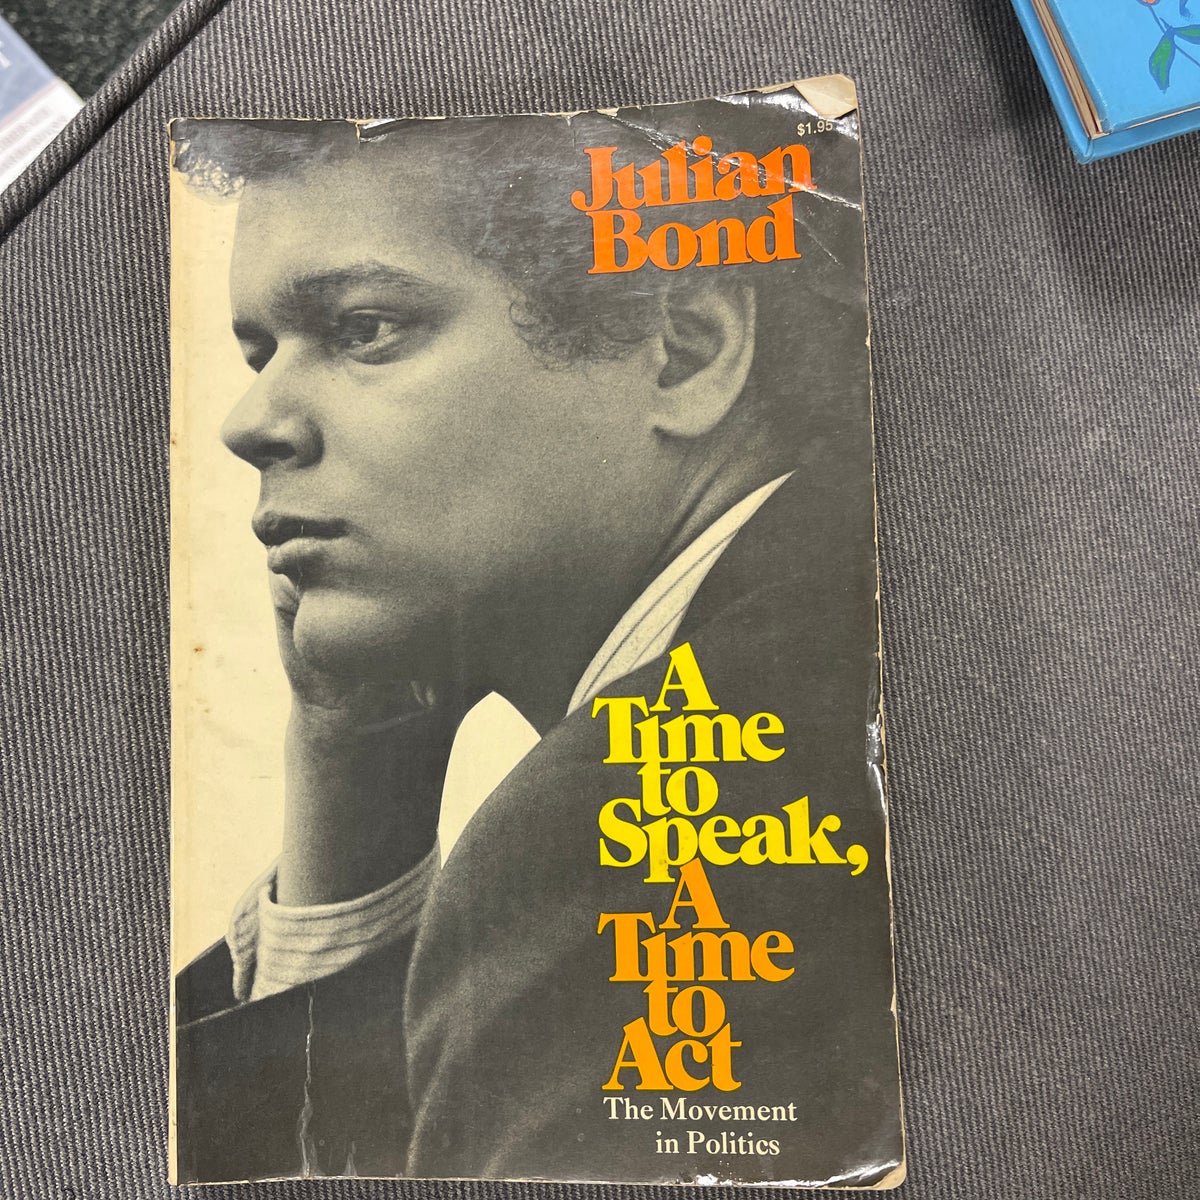 $1.95
Julian
Bond
A
Time
to
Speak,
A
Time
to
Act
The Movement
in Politics